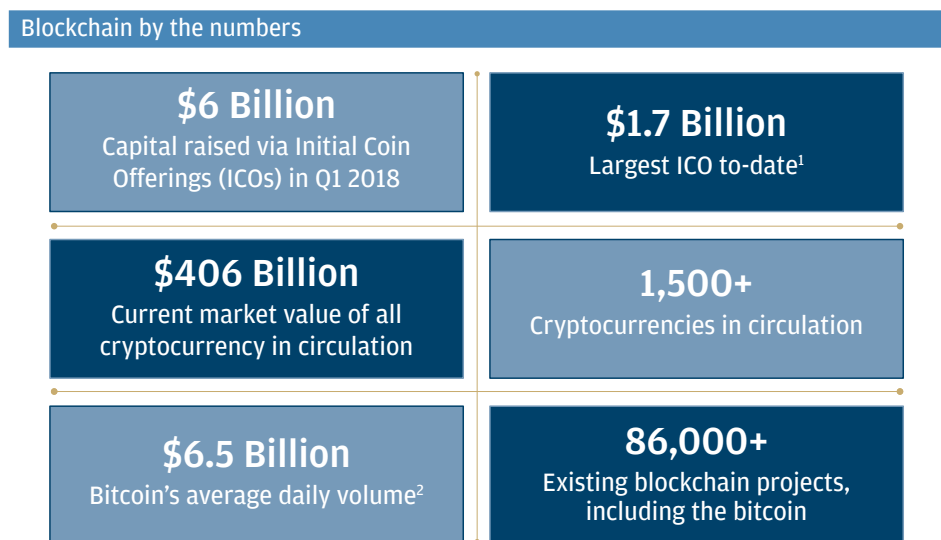 Blockchain by the numbers
$6 Billion
Capital raised via Initial Coin
Offerings (ICOs) in Q1 2018
$1.7 Billion
Largest ICO to-date¹
$406 Billion
Current market value of all
cryptocurrency in circulation
1,500+
Cryptocurrencies in circulation
$6.5 Billion
Bitcoin’s average daily volume²
86,000+
Existing blockchain projects,
including the bitcoin